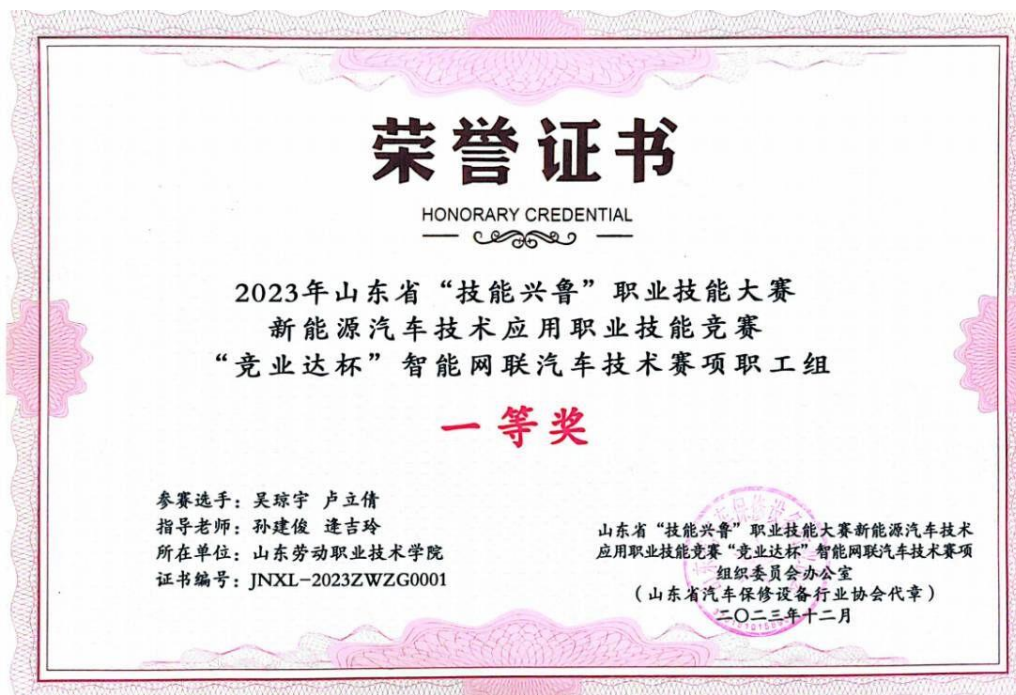 荣誉证书
HONORARY CREDENTIAL
2023年山东省“技能兴鲁”职业技能大赛
新能源汽车技术应用职业技能竞赛
“竞业达杯”智能网联汽车技术赛项职工组
一等奖
参赛选手：吴琼宇 卢立倩
指导老师：孙建俊 逄吉玲
所在单位：山东劳动职业技术学院
证书编号：JNXL-2023ZWZG0001
山东省“技能兴鲁”职业技能大赛新能源汽车技术
应用职业技能竞赛“竞业达杯”智能网联汽车技术赛项
组织委员会办公室
（山东省汽车保修设备行业协会代章）
二〇二三年十二月